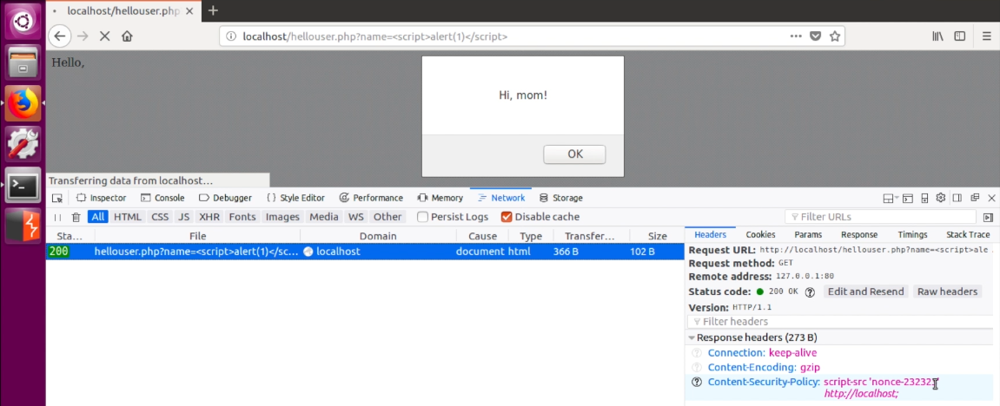 localhost/hellouser.php
localhost/hellouser.php?name=<script>alert(1)</script>
Hello,
Hi, mom!
OK
Transferring data from localhost...
Inspector Console Debugger Style Editor Performance Memory Network Storage
All HTML CSS JS XHR Fonts Images Media WS Other Persist Logs Disable cache Filter URLs
Sta... File Domain Cause Type Transfer... Size
200 hellouser.php?name=<script>alert(1)</sc... localhost document html 366 B 102 B
Headers Cookies Params Response Timings Stack Trace
Request URL: http://localhost/hellouser.php?name=<script>ale
Request method: GET
Remote address: 127.0.0.1:80
Status code: 200 OK Edit and Resend Raw headers
Version: HTTP/1.1
Filter headers
Response headers (273 B)
Connection: keep-alive
Content-Encoding: gzip
Content-Security-Policy: script-src 'nonce-232323'
http://localhost;